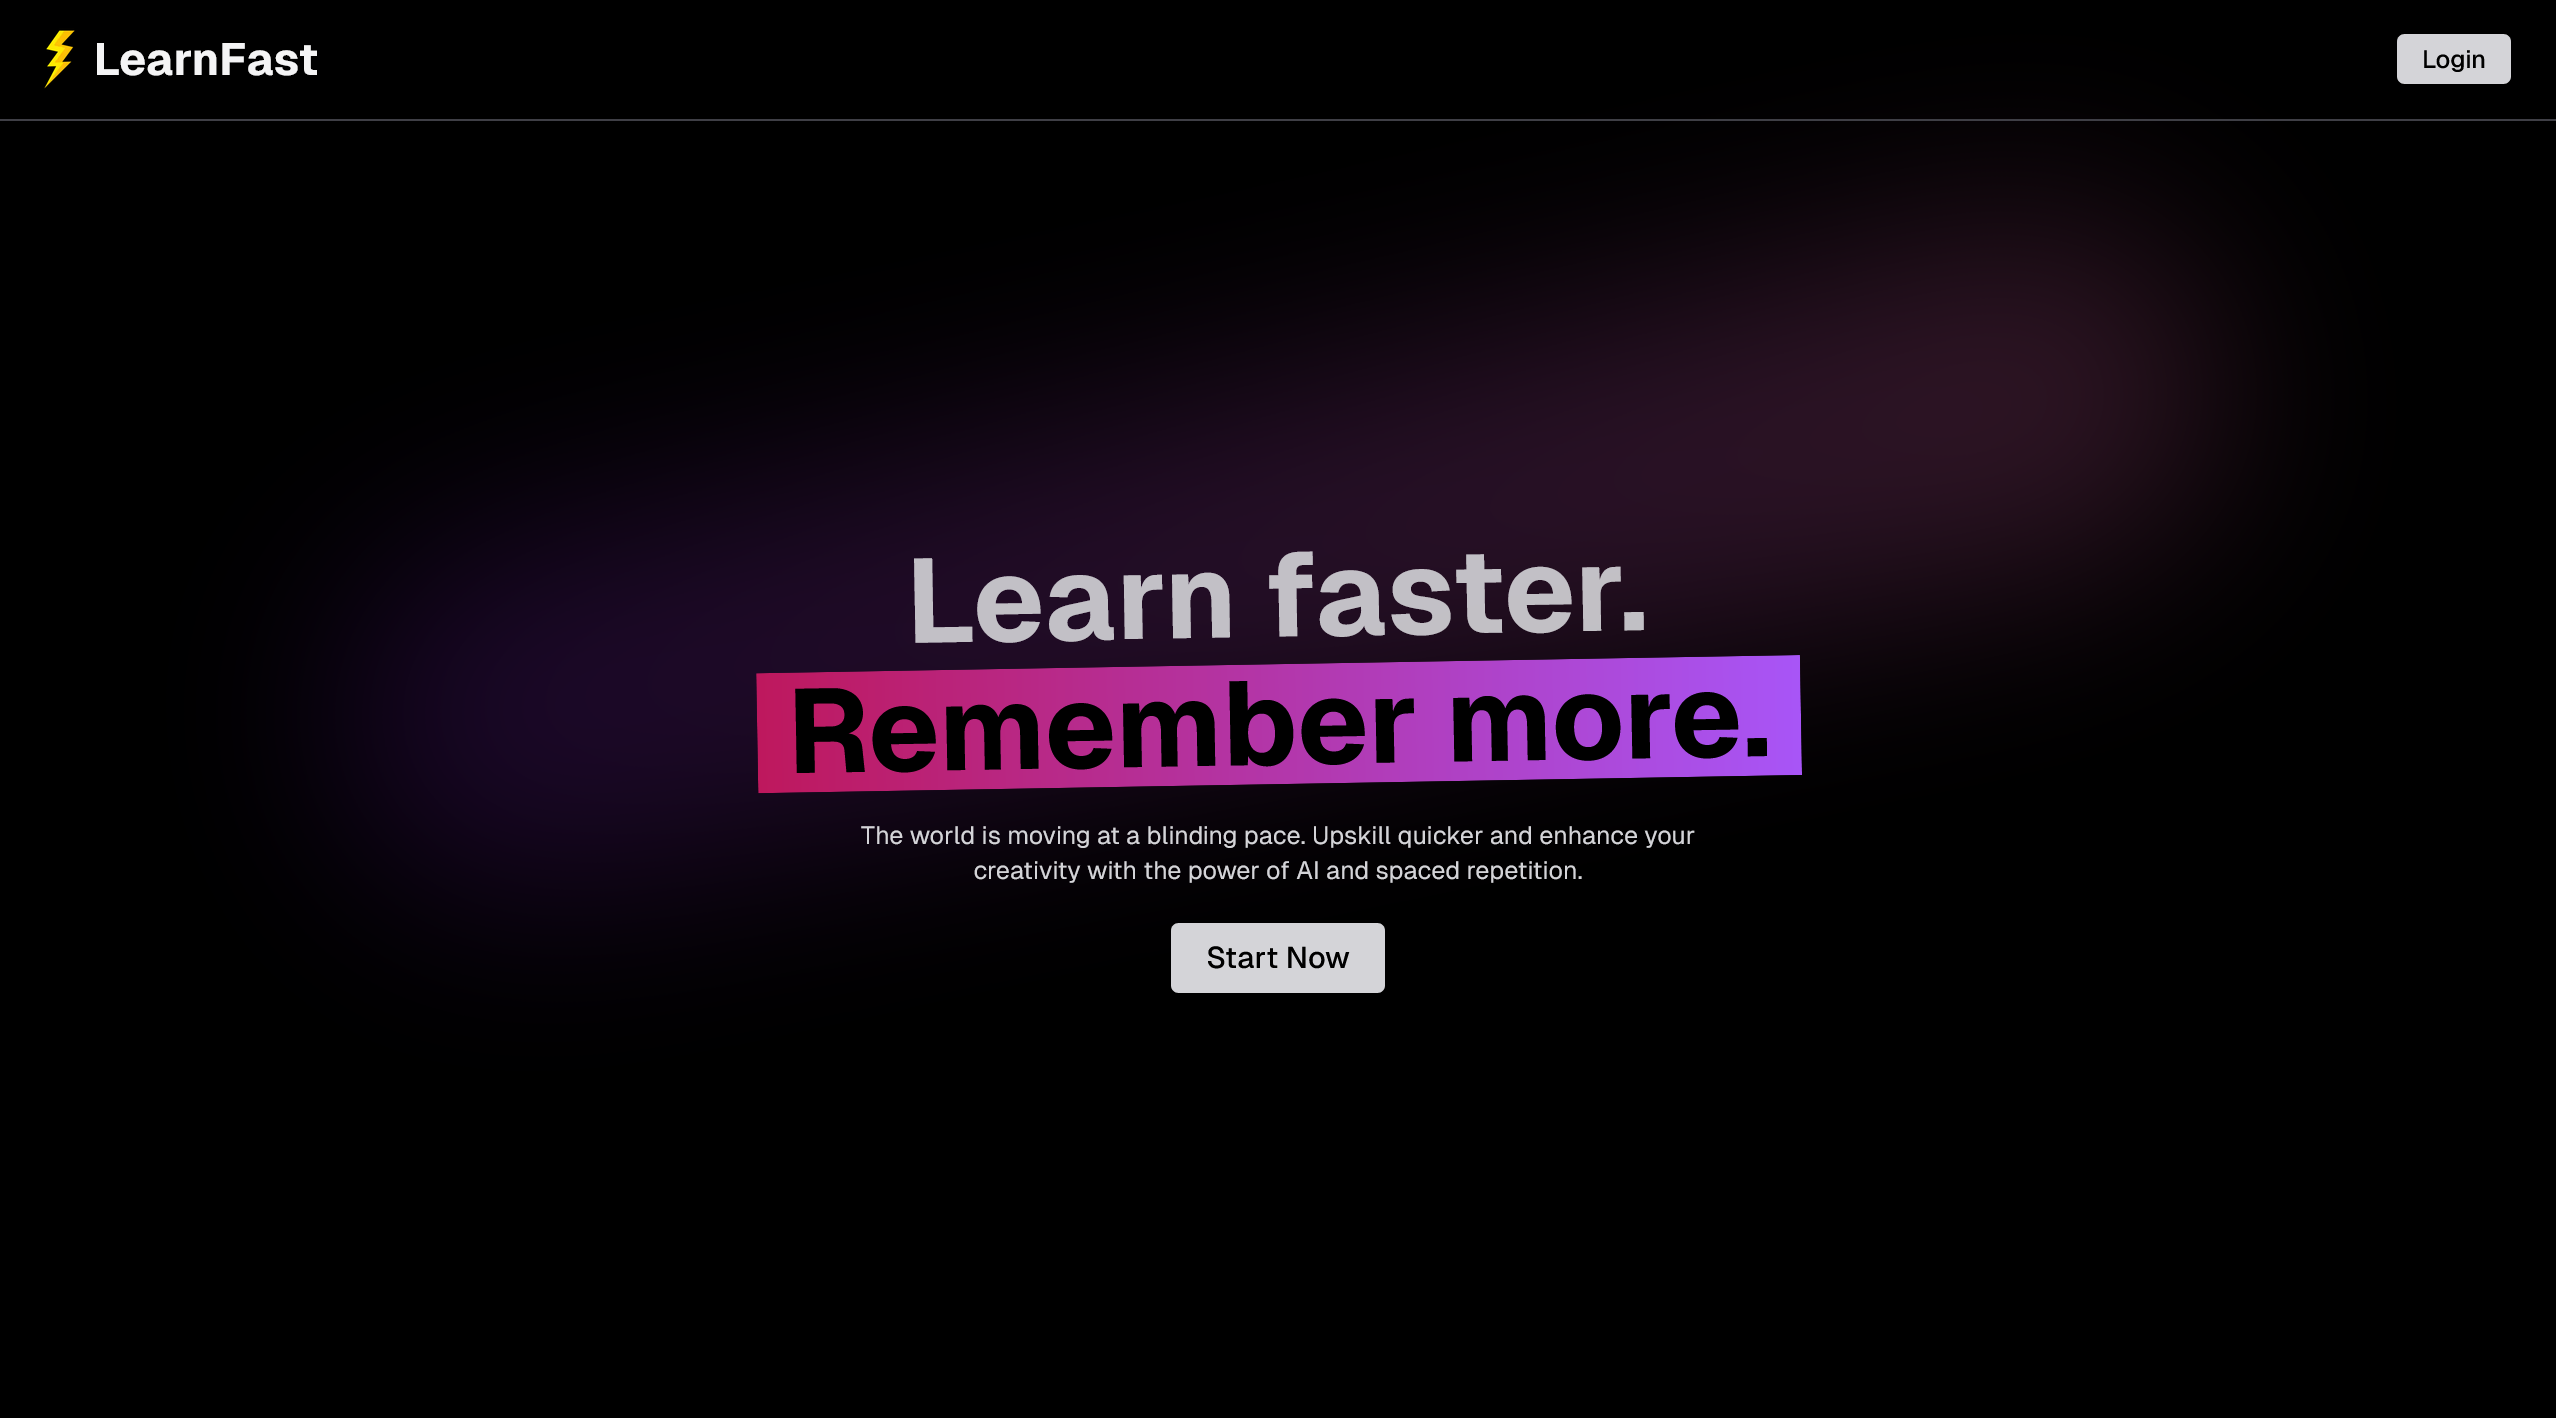 LearnFast
Login
Learn faster.
Remember more.
The world is moving at a blinding pace. Upskill quicker and enhance your
creativity with the power of AI and spaced repetition.
Start Now